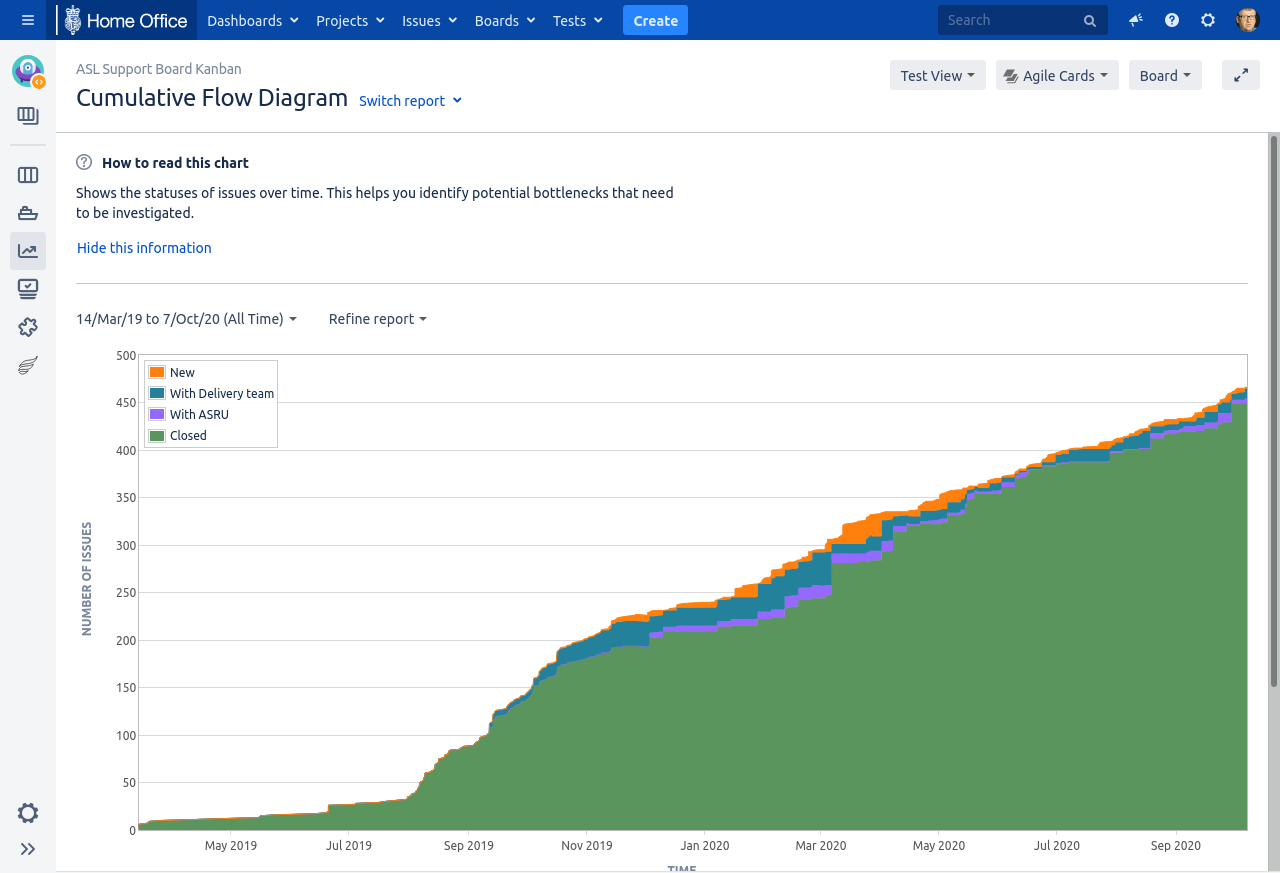 Home Office Dashboards Projects Issues Boards Tests Create Search
ASL Support Board Kanban
Cumulative Flow Diagram Switch report
Test View Agile Cards Board
How to read this chart
Shows the statuses of issues over time. This helps you identify potential bottlenecks that need
to be investigated.
Hide this information
14/Mar/19 to 7/Oct/20 (All Time) Refine report
New
With Delivery team
With ASRU
Closed
NUMBER OF ISSUES
500
450
400
350
300
250
200
150
100
50
0
May 2019 Jul 2019 Sep 2019 Nov 2019 Jan 2020 Mar 2020 May 2020 Jul 2020 Sep 2020
TIME